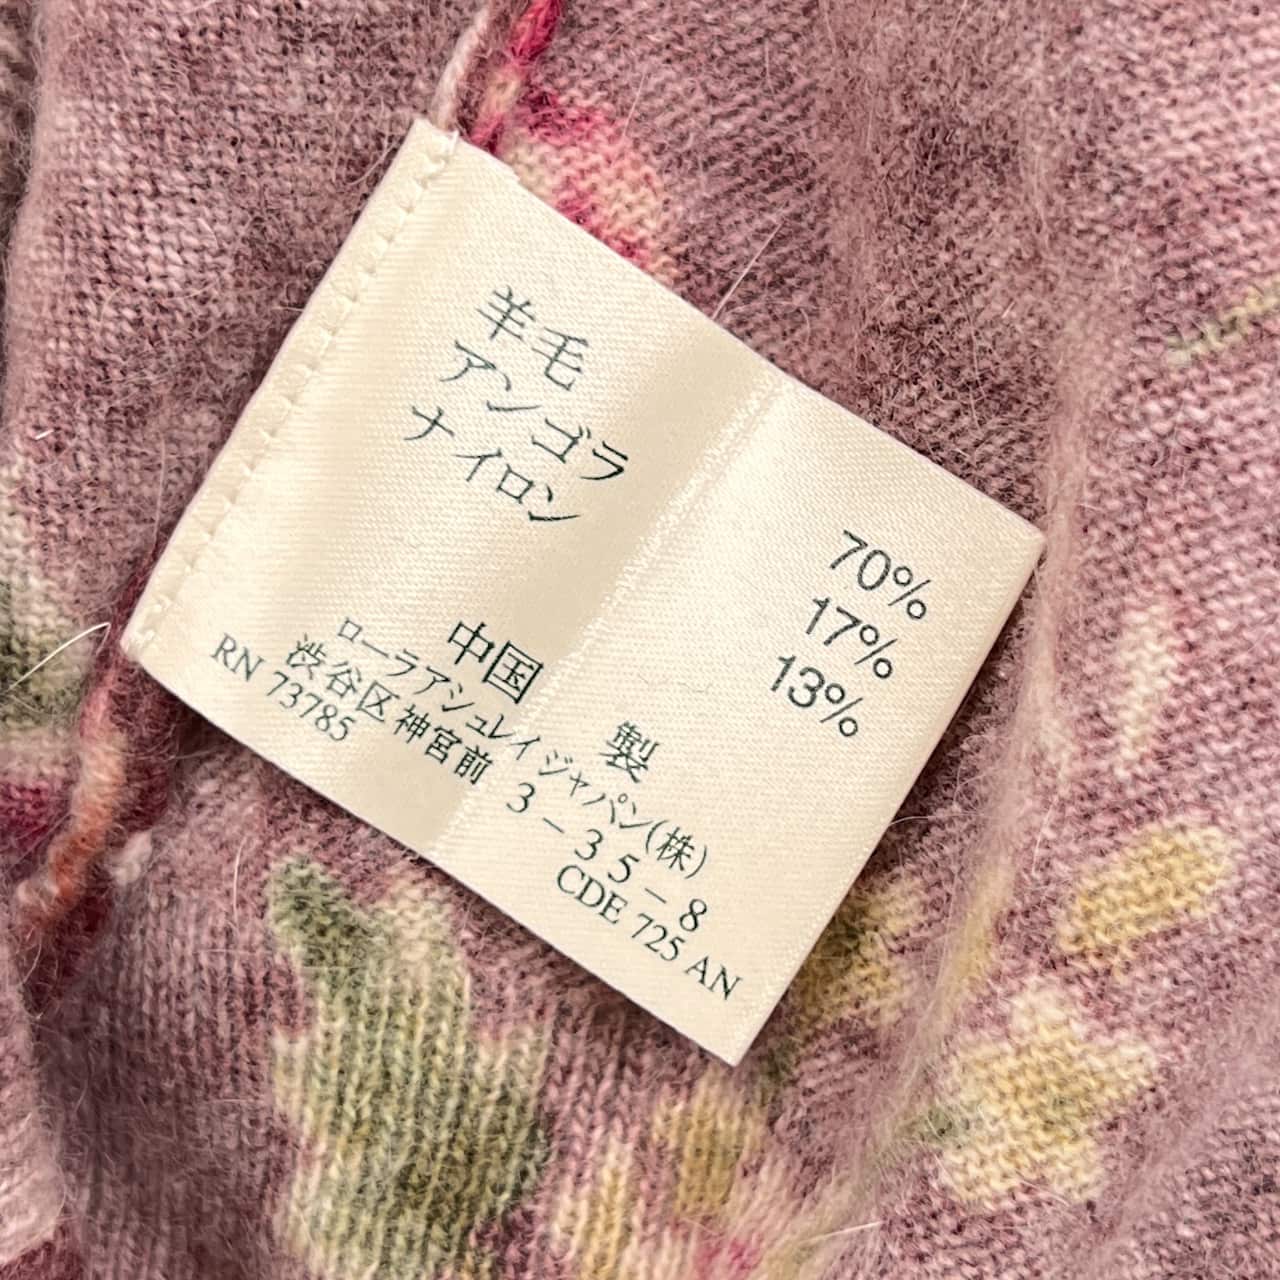 羊毛 70%
アンゴラ 17%
ナイロン 13%
中国 製
ローラアシュレイジャパン(株)
渋谷区神宮前 3-35-8
RN 73785 CDE 725 AN